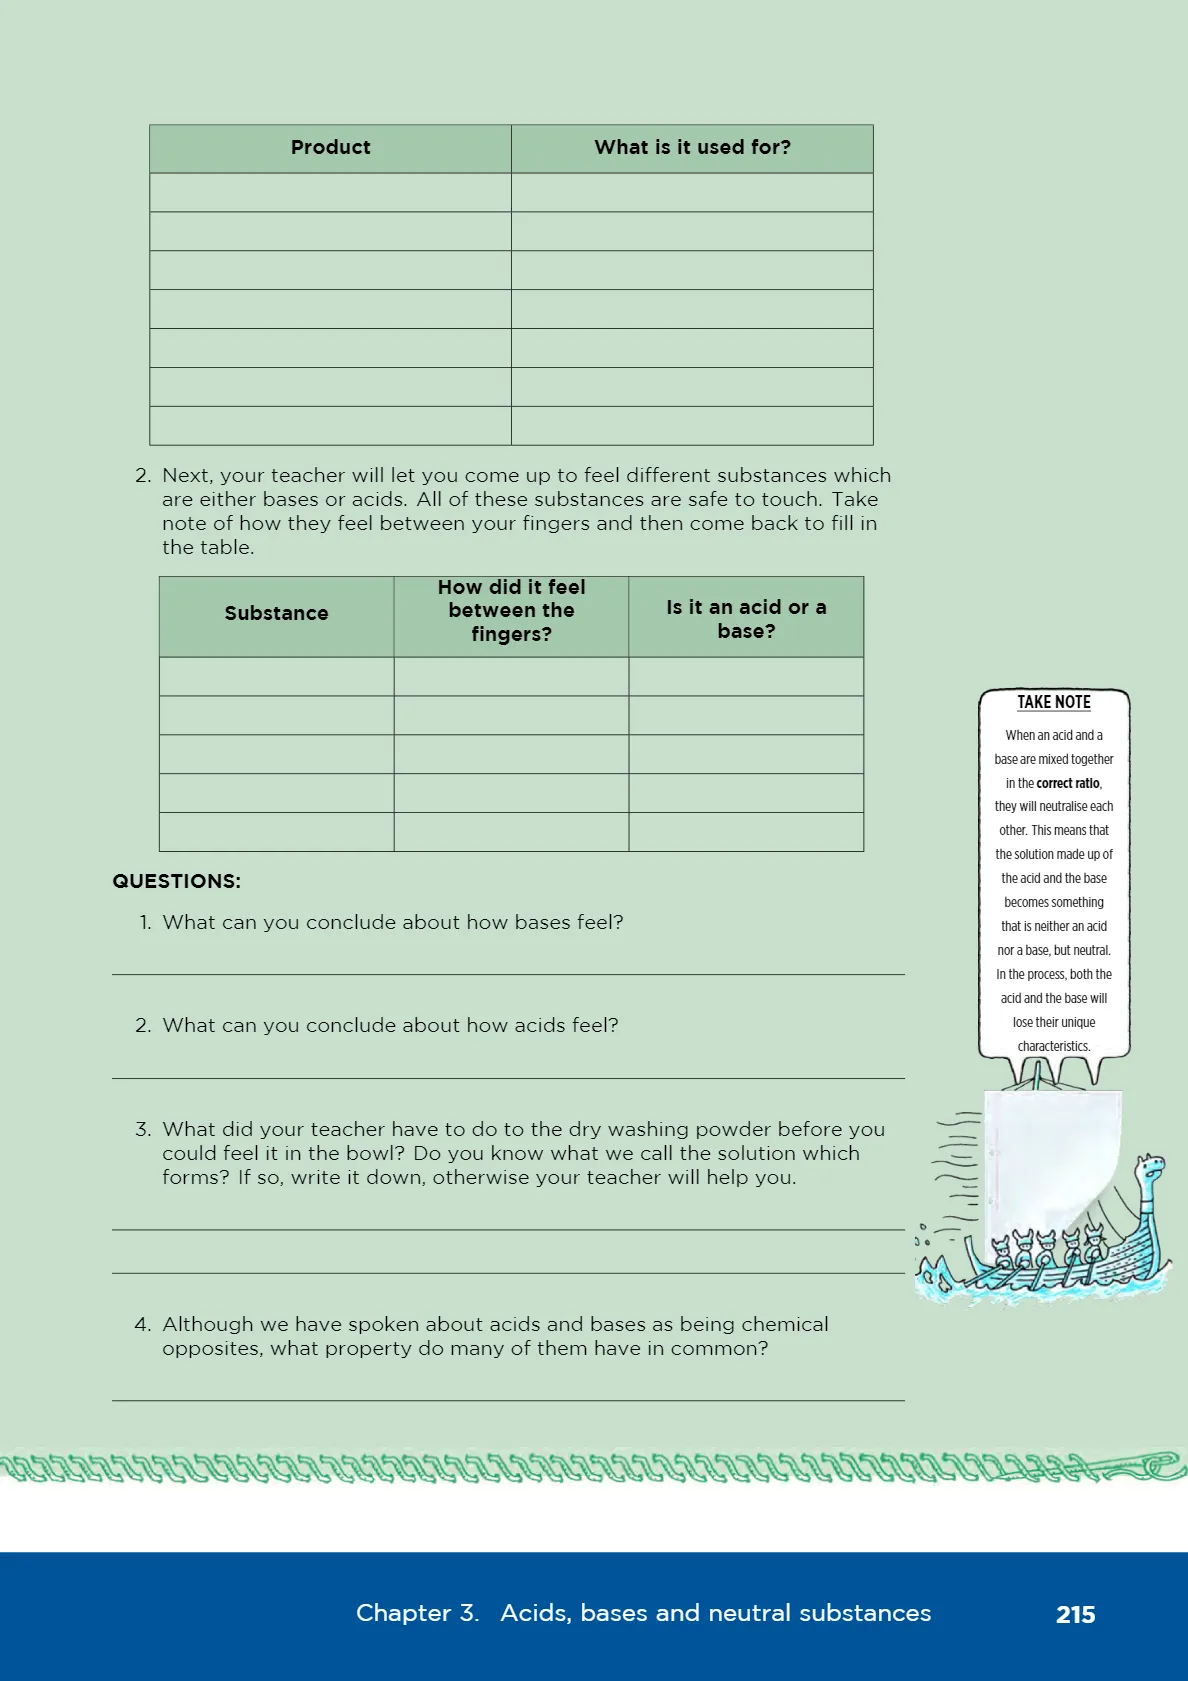 Product
What is it used for?
2. Next, your teacher will let you come up to feel different substances which
are either bases or acids. All of these substances are safe to touch. Take
note of how they feel between your fingers and then come back to fill in
the table.
Substance
How did it feel
between the
fingers?
Is it an acid or a
base?
QUESTIONS:
1. What can you conclude about how bases feel?
2. What can you conclude about how acids feel?
3. What did your teacher have to do to the dry washing powder before you
could feel it in the bowl? Do you know what we call the solution which
forms? If so, write it down, otherwise your teacher will help you.
4. Although we have spoken about acids and bases as being chemical
opposites, what property do many of them have in common?
TAKE NOTE
When an acid and a
base are mixed together
in the correct ratio,
they will neutralise each
other. This means that
the solution made up of
the acid and the base
becomes something
that is neither an acid
nor a base, but neutral.
In the process, both the
acid and the base will
lose their unique
characteristics.
Chapter 3. Acids, bases and neutral substances 215